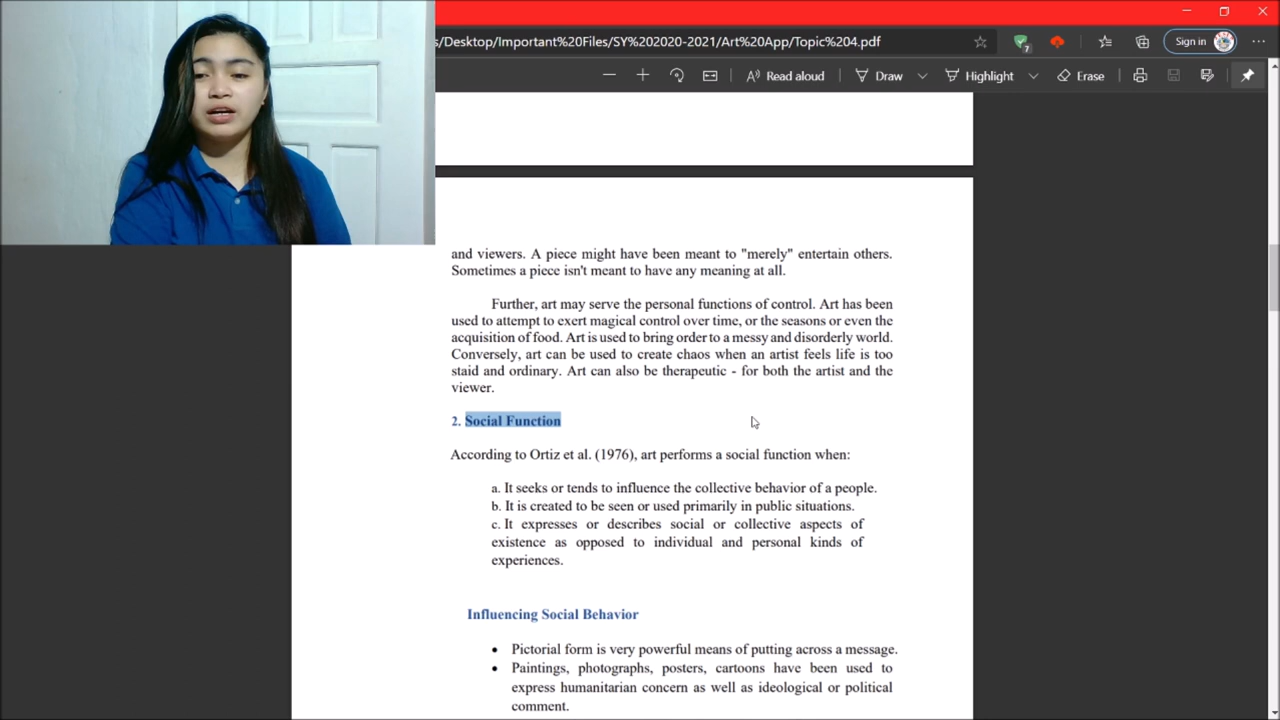 s/Desktop/Important%20Files/SY%202020-2021/Art%20App/Topic%204.pdf
7
Sign in
Read aloud
Draw
Highlight
Erase
and viewers. A piece might have been meant to "merely" entertain others.
Sometimes a piece isn't meant to have any meaning at all.
Further, art may serve the personal functions of control. Art has been
used to attempt to exert magical control over time, or the seasons or even the
acquisition of food. Art is used to bring order to a messy and disorderly world.
Conversely, art can be used to create chaos when an artist feels life is too
staid and ordinary. Art can also be therapeutic - for both the artist and the
viewer.
2. Social Function
According to Ortiz et al. (1976), art performs a social function when:
a. It seeks or tends to influence the collective behavior of a people.
b. It is created to be seen or used primarily in public situations.
c. It expresses or describes social or collective aspects of
existence as opposed to individual and personal kinds of
experiences.
Influencing Social Behavior
• Pictorial form is very powerful means of putting across a message.
• Paintings, photographs, posters, cartoons have been used to
express humanitarian concern as well as ideological or political
comment.